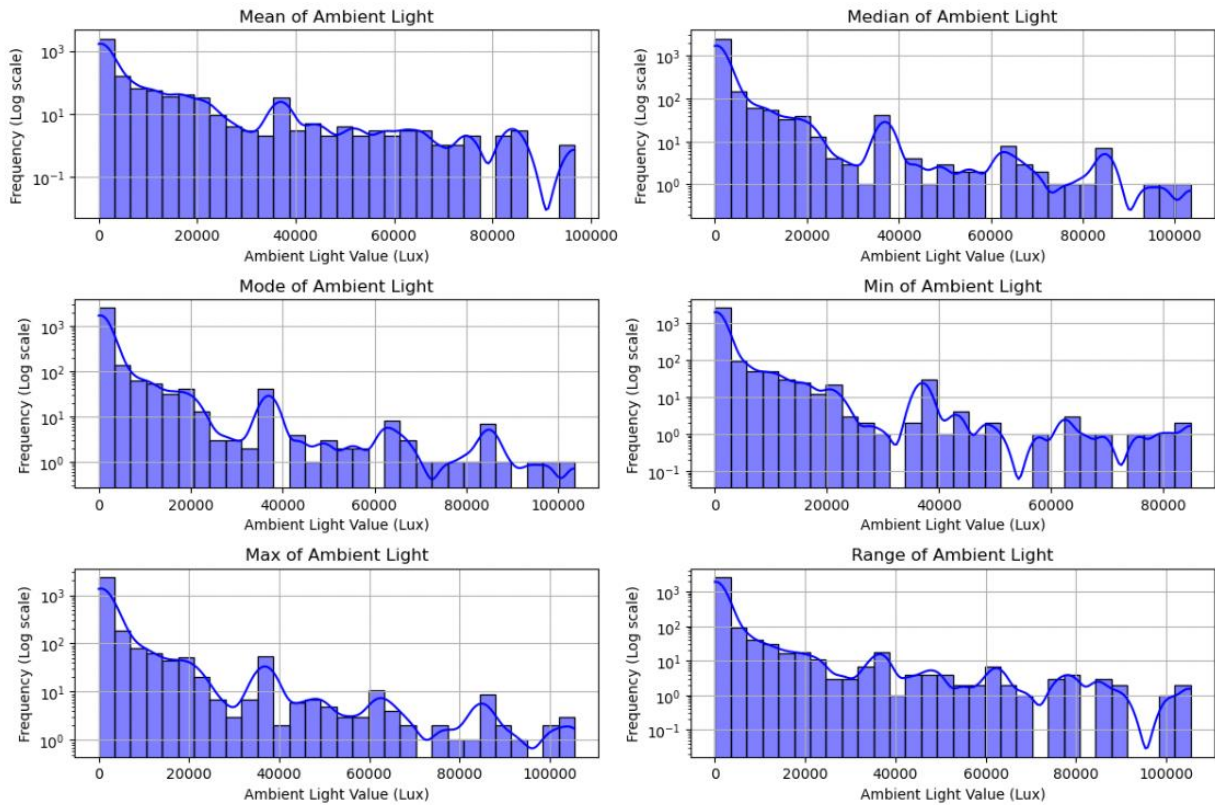 Mean of Ambient Light
Frequency (Log scale)
10³
10¹
10⁻¹
0 20000 40000 60000 80000 100000
Ambient Light Value (Lux)
Median of Ambient Light
Frequency (Log scale)
10³
10²
10¹
10⁰
0 20000 40000 60000 80000 100000
Ambient Light Value (Lux)
Mode of Ambient Light
Frequency (Log scale)
10³
10²
10¹
10⁰
0 20000 40000 60000 80000 100000
Ambient Light Value (Lux)
Min of Ambient Light
Frequency (Log scale)
10³
10²
10¹
10⁰
10⁻¹
0 20000 40000 60000 80000
Ambient Light Value (Lux)
Max of Ambient Light
Frequency (Log scale)
10³
10²
10¹
10⁰
0 20000 40000 60000 80000 100000
Ambient Light Value (Lux)
Range of Ambient Light
Frequency (Log scale)
10³
10²
10¹
10⁰
10⁻¹
0 20000 40000 60000 80000 100000
Ambient Light Value (Lux)